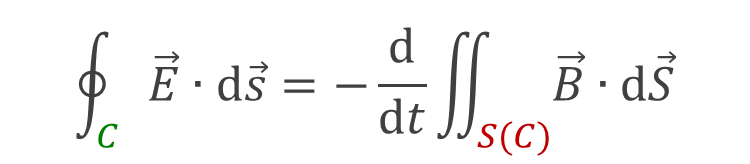 ∮_C E⃗ · ds⃗ = − d/dt ∬_S(C) B⃗ · dS⃗